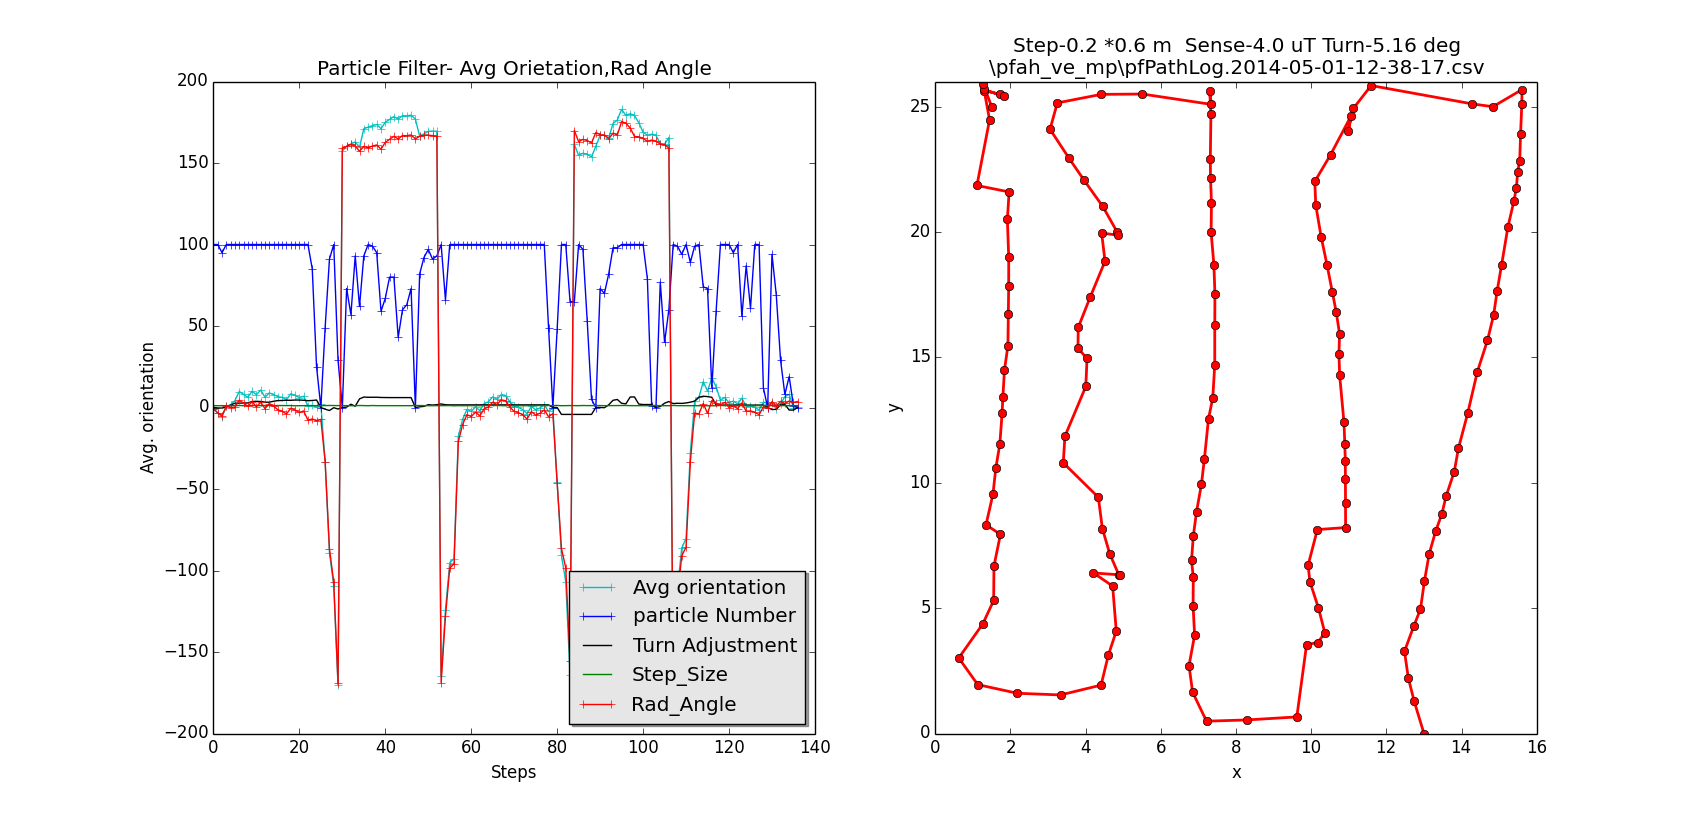 Particle Filter- Avg Orietation,Rad Angle
200
150
100
50
0
−50
−100
−150
−200
Avg. orientation
0 20 40 60 80 100 120 140
Steps
Avg orientation
particle Number
Turn Adjustment
Step_Size
Rad_Angle
Step-0.2 *0.6 m  Sense-4.0 uT Turn-5.16 deg
\pfah_ve_mp\pfPathLog.2014-05-01-12-38-17.csv
25
20
15
10
5
0
y
0 2 4 6 8 10 12 14 16
x